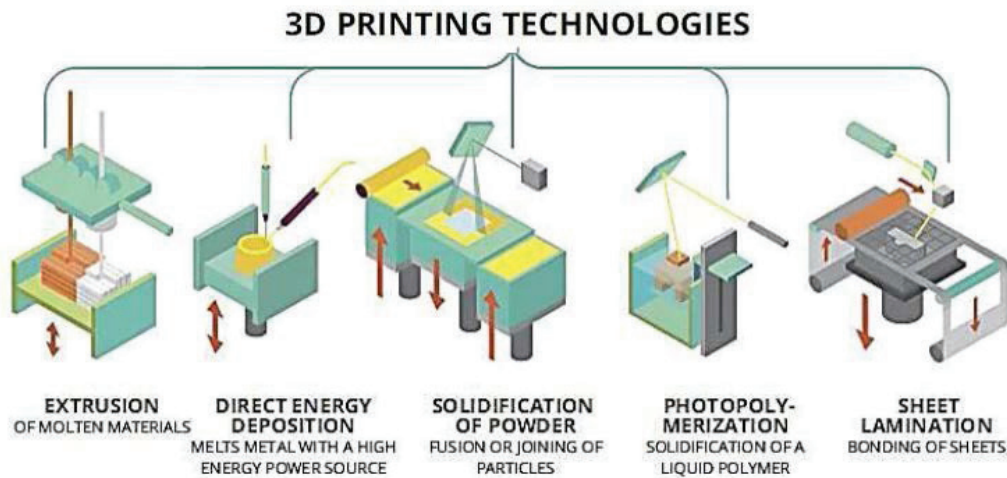 3D PRINTING TECHNOLOGIES
EXTRUSION
OF MOLTEN MATERIALS
DIRECT ENERGY
DEPOSITION
MELTS METAL WITH A HIGH
ENERGY POWER SOURCE
SOLIDIFICATION
OF POWDER
FUSION OR JOINING OF
PARTICLES
PHOTOPOLY-
MERIZATION
SOLIDIFICATION OF A
LIQUID POLYMER
SHEET
LAMINATION
BONDING OF SHEETS